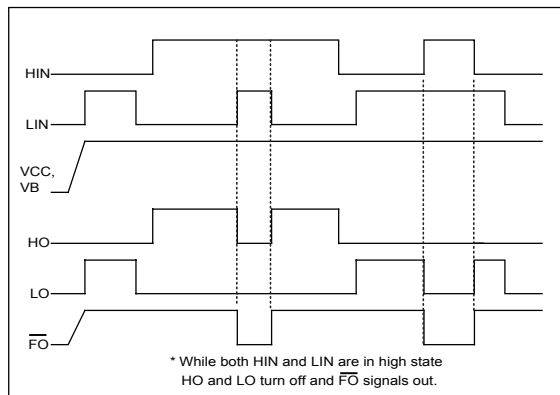 HIN
LIN
VCC,
VB
HO
LO
FO
* While both HIN and LIN are in high state
HO and LO turn off and FO signals out.